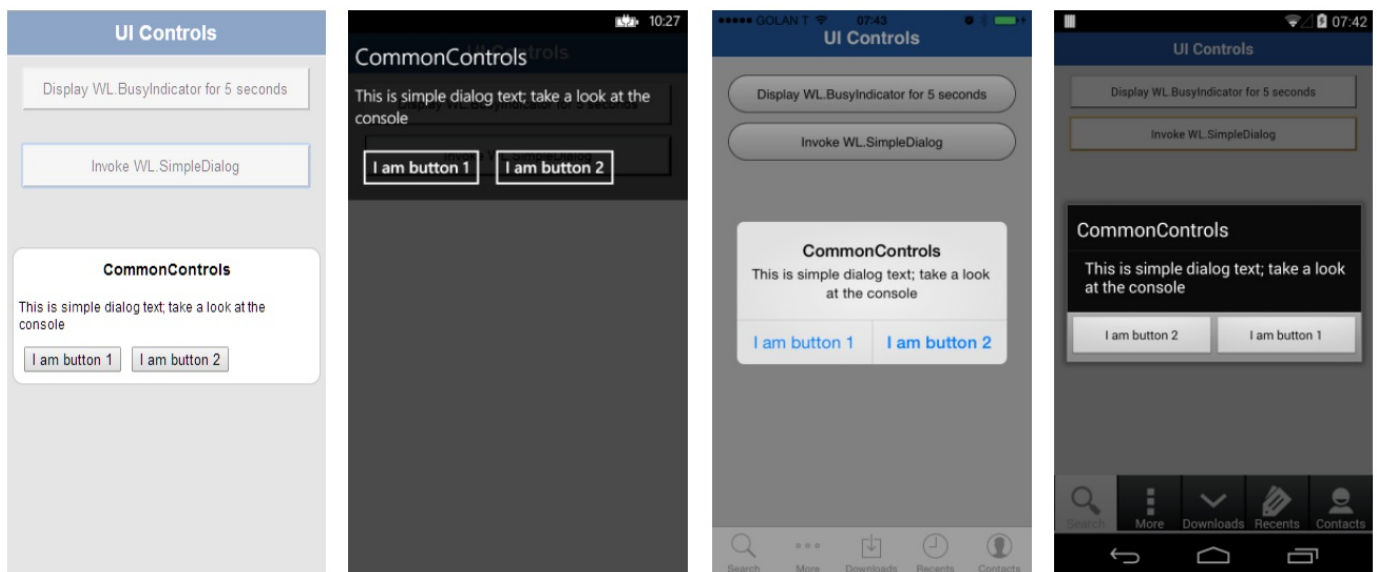 UI Controls
Display WL.BusyIndicator for 5 seconds
Invoke WL.SimpleDialog
CommonControls
This is simple dialog text; take a look at the
console
I am button 1
I am button 2
10:27
UI Controls
CommonControls
This is simple dialog text; take a look at the
console
Invoke WL.SimpleDialog
I am button 1
I am button 2
GOLAN T 07:43
UI Controls
Display WL.BusyIndicator for 5 seconds
Invoke WL.SimpleDialog
CommonControls
This is simple dialog text; take a look
at the console
I am button 1
I am button 2
Search More Downloads Recents Contacts
07:42
UI Controls
Display WL.BusyIndicator for 5 seconds
Invoke WL.SimpleDialog
CommonControls
This is simple dialog text; take a look
at the console
I am button 2
I am button 1
Search More Downloads Recents Contacts